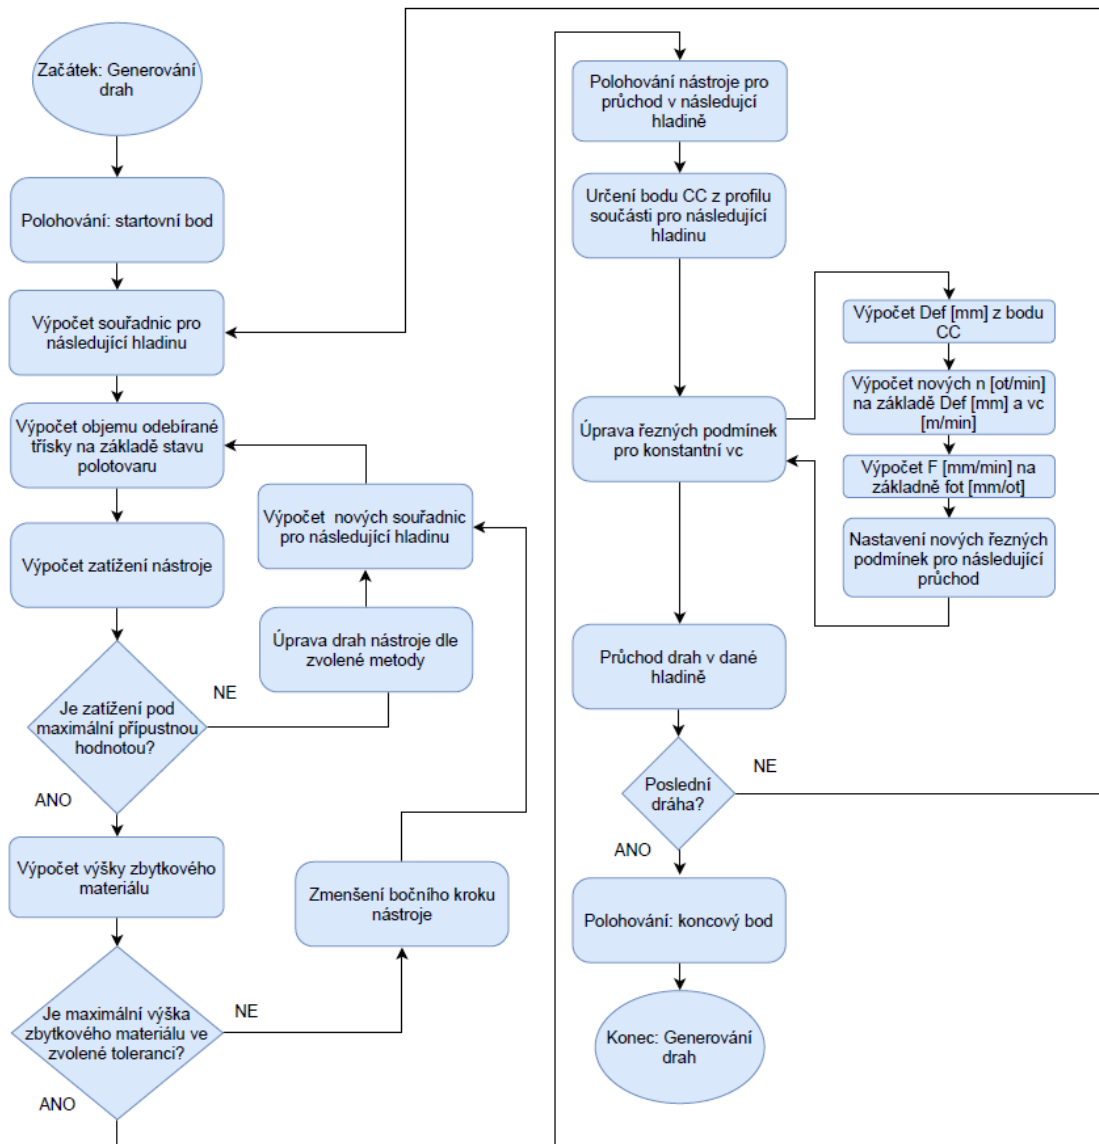 Začátek: Generování
drah
Polohování: startovní bod
Výpočet souřadnic pro
následující hladinu
Výpočet objemu odebírané
třísky na základě stavu
polotovaru
Výpočet zatížení nástroje
Je zatížení pod
maximální přípustnou
hodnotou?
NE
Úprava drah nástroje dle
zvolené metody
Výpočet nových souřadnic
pro následující hladinu
ANO
Výpočet výšky zbytkového
materiálu
Je maximální výška
zbytkového materiálu ve
zvolené toleranci?
NE
Zmenšení bočního kroku
nástroje
ANO
Polohování nástroje pro
průchod v následujcí
hladině
Určení bodu CC z profilu
součásti pro následující
hladinu
Úprava řezných podmínek
pro konstantní vc
Výpočet Def [mm] z bodu
CC
Výpočet nových n [ot/min]
na základě Def [mm] a vc
[m/min]
Výpočet F [mm/min] na
základně fot [mm/ot]
Nastavení nových řezných
podmínek pro následující
průchod
Průchod drah v dané
hladině
Poslední
dráha?
NE
ANO
Polohování: koncový bod
Konec: Generování
drah